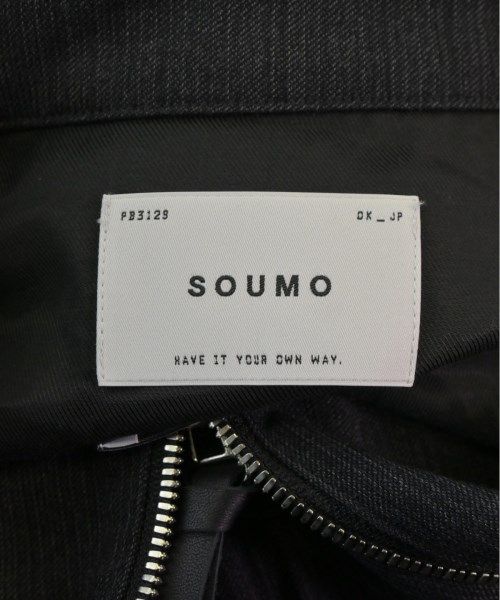 PB3129 OK_JP
SOUMO
HAVE IT YOUR OWN WAY.